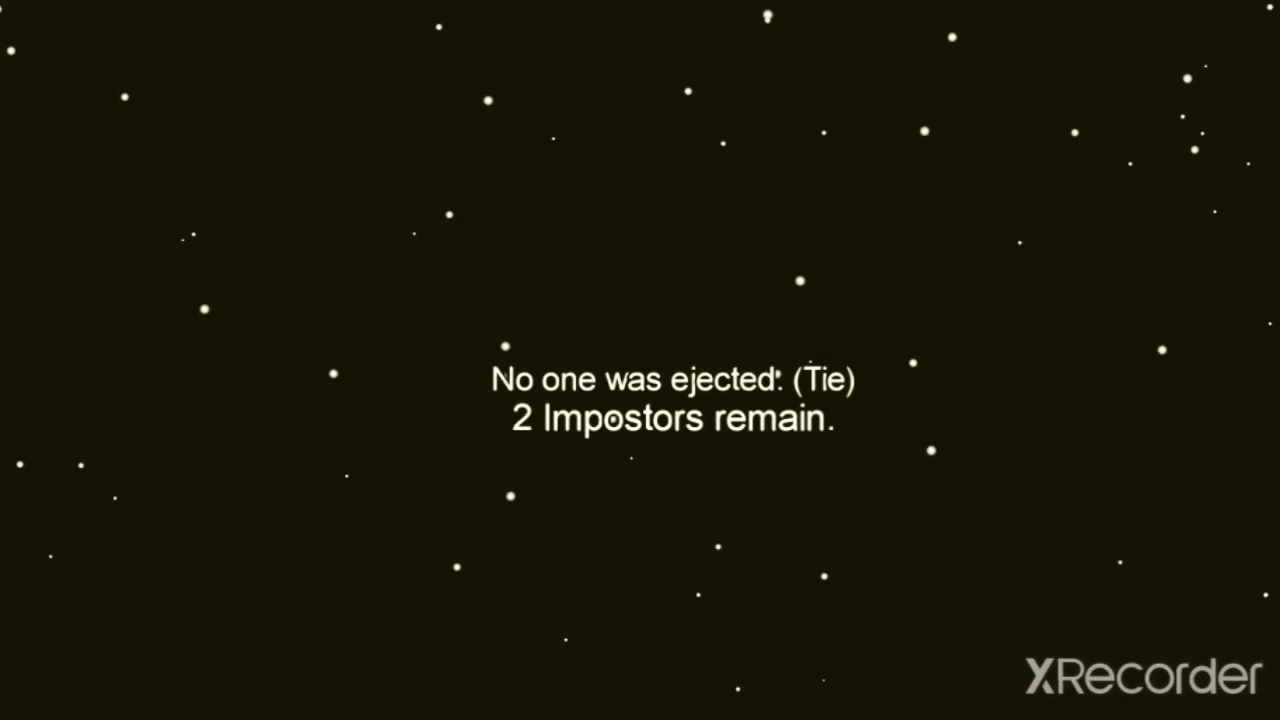 No one was ejected. (Tie)
2 Impostors remain.
XRecorder